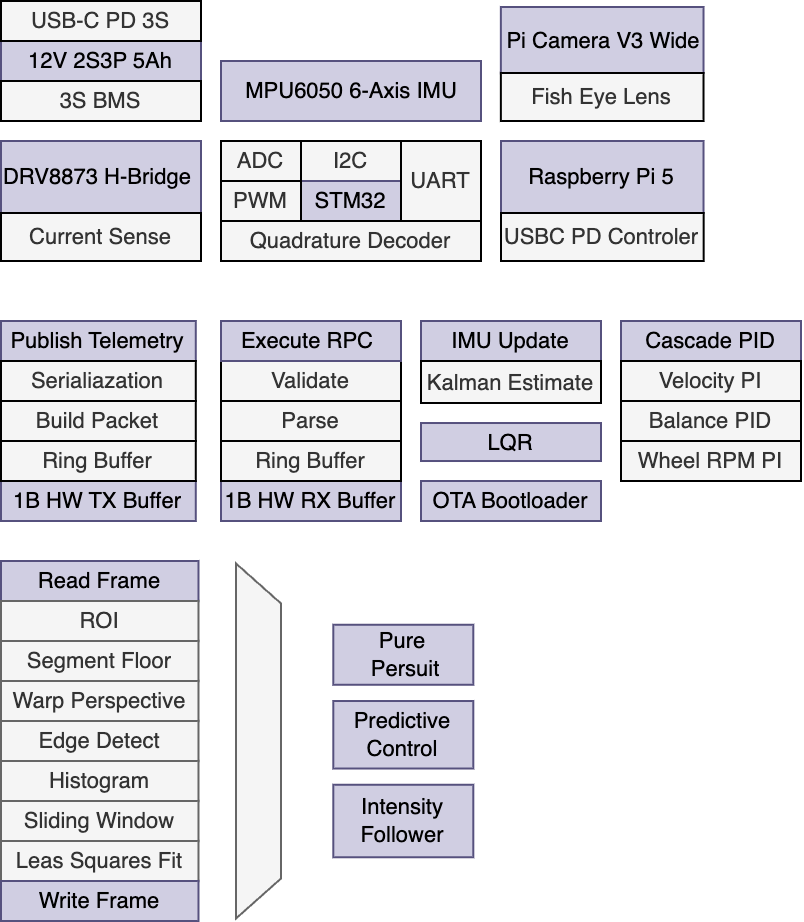 USB-C PD 3S
12V 2S3P 5Ah
3S BMS
MPU6050 6-Axis IMU
Pi Camera V3 Wide
Fish Eye Lens
DRV8873 H-Bridge
Current Sense
ADC
I2C
UART
PWM
STM32
Quadrature Decoder
Raspberry Pi 5
USBC PD Controler
Publish Telemetry
Serialiazation
Build Packet
Ring Buffer
1B HW TX Buffer
Execute RPC
Validate
Parse
Ring Buffer
1B HW RX Buffer
IMU Update
Kalman Estimate
LQR
OTA Bootloader
Cascade PID
Velocity PI
Balance PID
Wheel RPM PI
Read Frame
ROI
Segment Floor
Warp Perspective
Edge Detect
Histogram
Sliding Window
Leas Squares Fit
Write Frame
Pure
Persuit
Predictive
Control
Intensity
Follower